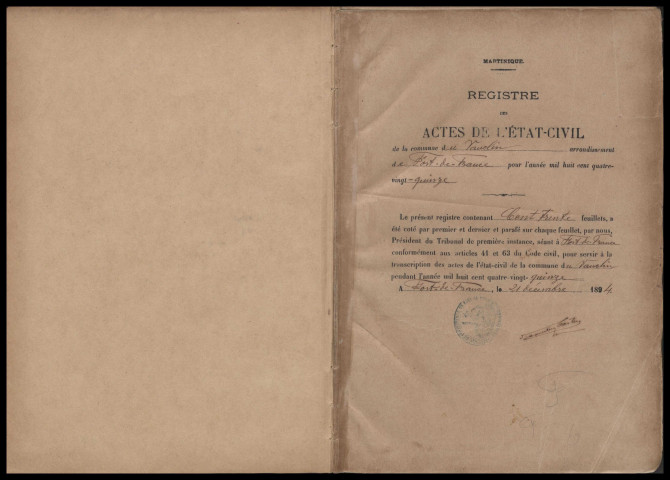 MARTINIQUE.
REGISTRE
DES
ACTES DE L'ÉTAT-CIVIL
de la commune du Vauclin arrondissement
de Fort-de-France pour l'année mil huit cent quatre-
vingt-quinze
Le présent registre contenant Cent trente feuillets, a
été coté par premier et dernier et parafé sur chaque feuillet, par nous,
Président du Tribunal de première instance, séant à Fort de France
conformément aux articles 41 et 63 du Code civil, pour servir à la
transcription des actes de l'état-civil de la commune du Vauclin
pendant l'année mil huit cent quatre-vingt-quinze
A Fort-de-France, le 21 Décembre 1894